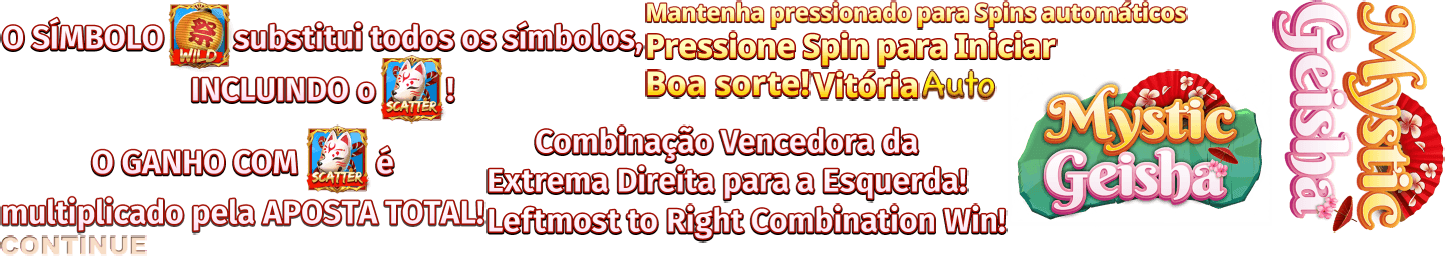 O SÍMBOLO 祭 WILD substitui todos os símbolos,
INCLUINDO o SCATTER !
O GANHO COM SCATTER é
multiplicado pela APOSTA TOTAL!
CONTINUE
Mantenha pressionado para Spins automáticos
Pressione Spin para Iniciar
Boa sorte! Vitória Auto
Combinação Vencedora da
Extrema Direita para a Esquerda!
Leftmost to Right Combination Win!
Mystic
Geisha
Mystic
Geisha